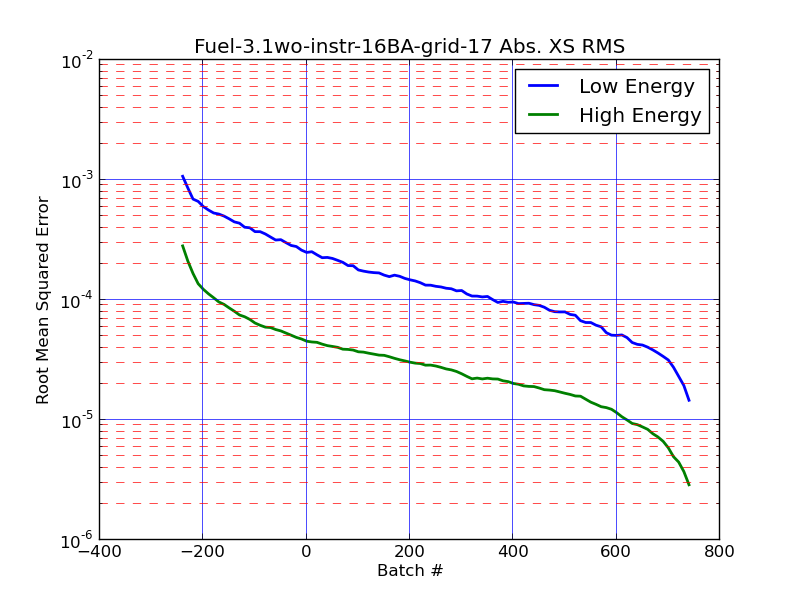 Fuel-3.1wo-instr-16BA-grid-17 Abs. XS RMS
10^-2
10^-3
10^-4
10^-5
10^-6
Root Mean Squared Error
Low Energy
High Energy
−400 −200 0 200 400 600 800
Batch #